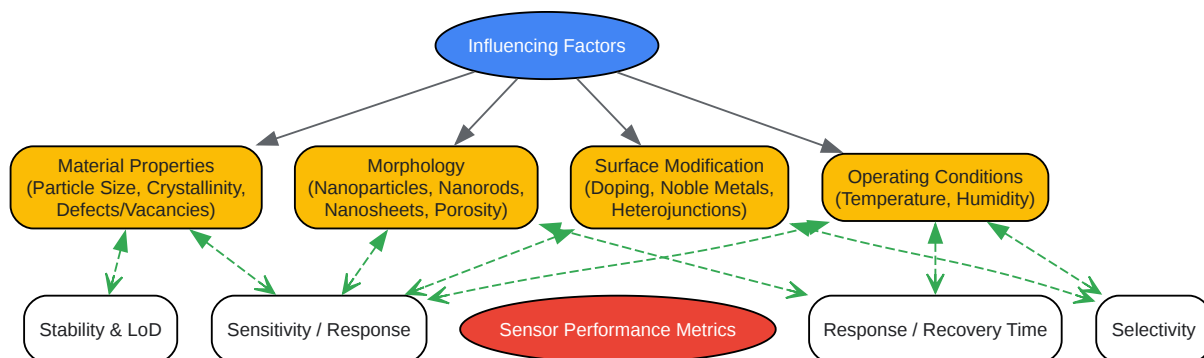 Influencing Factors
Material Properties
(Particle Size, Crystallinity,
Defects/Vacancies)
Morphology
(Nanoparticles, Nanorods,
Nanosheets, Porosity)
Surface Modification
(Doping, Noble Metals,
Heterojunctions)
Operating Conditions
(Temperature, Humidity)
Stability & LoD
Sensitivity / Response
Sensor Performance Metrics
Response / Recovery Time
Selectivity